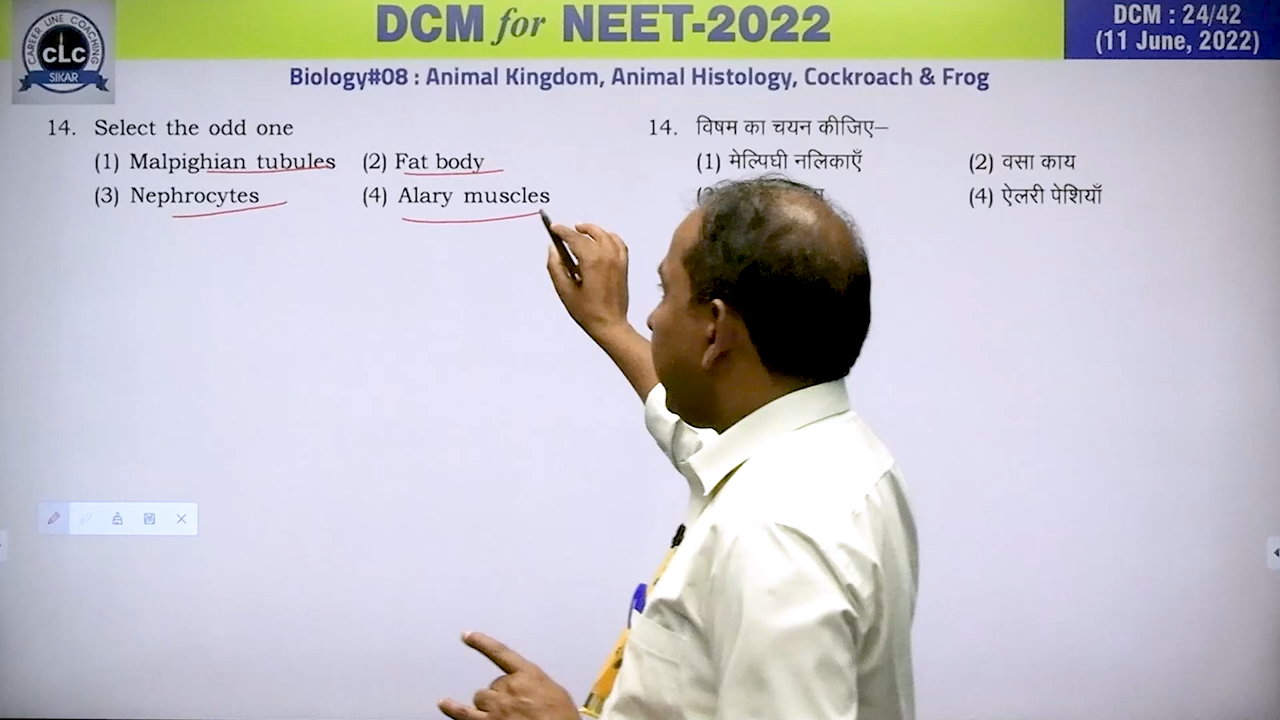 CAREER LINE COACHING
CLC
SIKAR
DCM for NEET-2022
DCM : 24/42
(11 June, 2022)
Biology#08 : Animal Kingdom, Animal Histology, Cockroach & Frog
14. Select the odd one
(1) Malpighian tubules (2) Fat body
(3) Nephrocytes (4) Alary muscles
14. विषम का चयन कीजिए–
(1) मेल्पिघी नलिकाएँ (2) वसा काय
(4) ऐलरी पेशियाँ